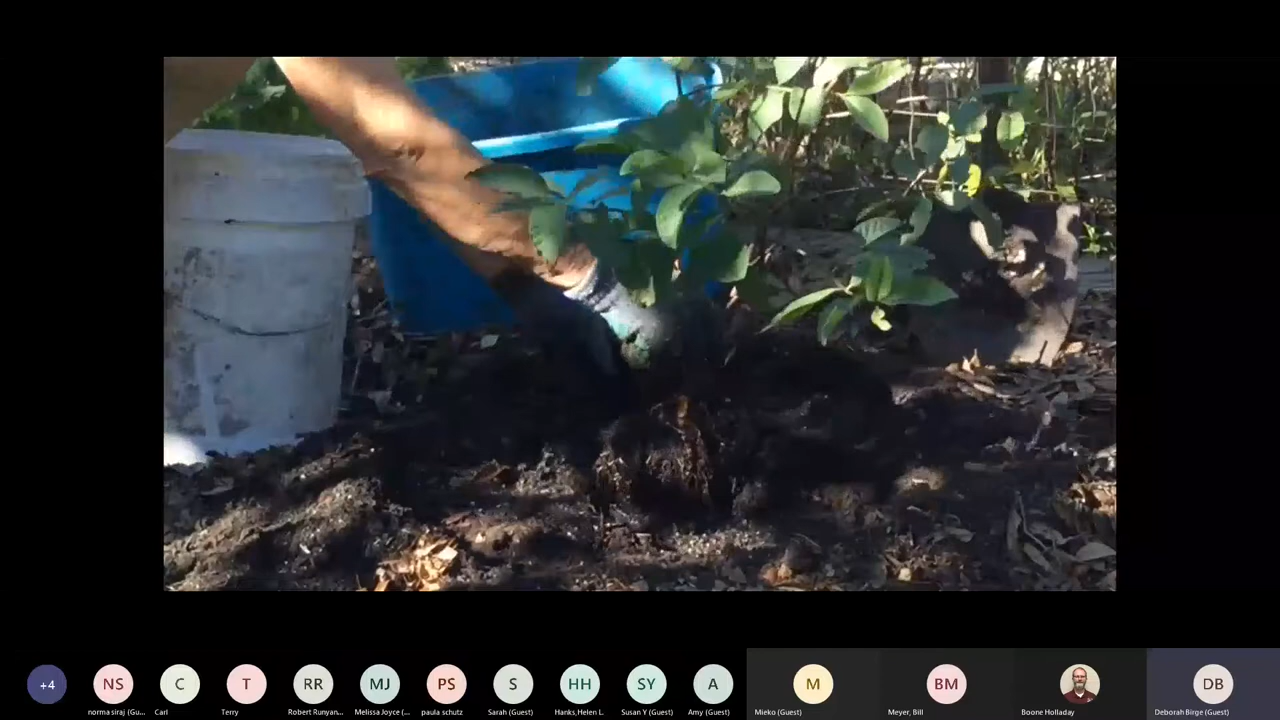 +4
NS
C
T
RR
MJ
PS
S
HH
SY
A
M
BM
DB
norma siraj (Gu...
Carl
Terry
Robert Runyan...
Melissa Joyce (...
paula schutz
Sarah (Guest)
Hanks,Helen L.
Susan Y (Guest)
Amy (Guest)
Mieko (Guest)
Meyer, Bill
Boone Holladay
Deborah Birge (Guest)